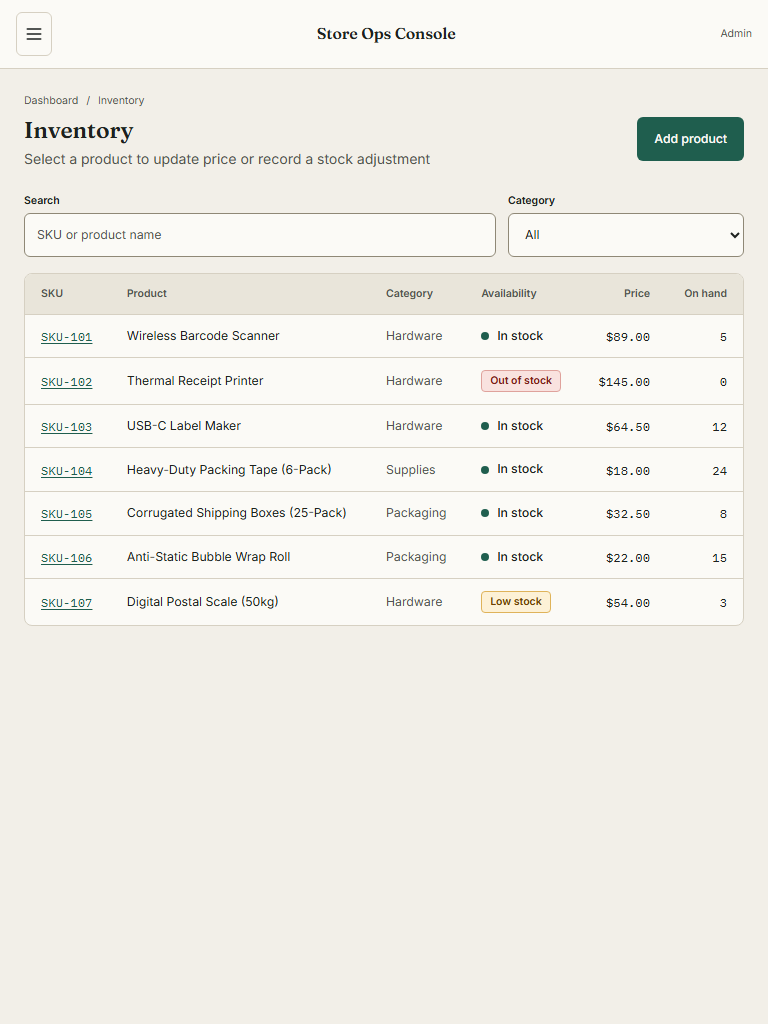 Store Ops Console
Admin
Dashboard / Inventory
Inventory
Select a product to update price or record a stock adjustment
Add product
Search
Category
SKU or product name
All
SKU Product Category Availability Price On hand
SKU-101 Wireless Barcode Scanner Hardware In stock $89.00 5
SKU-102 Thermal Receipt Printer Hardware Out of stock $145.00 0
SKU-103 USB-C Label Maker Hardware In stock $64.50 12
SKU-104 Heavy-Duty Packing Tape (6-Pack) Supplies In stock $18.00 24
SKU-105 Corrugated Shipping Boxes (25-Pack) Packaging In stock $32.50 8
SKU-106 Anti-Static Bubble Wrap Roll Packaging In stock $22.00 15
SKU-107 Digital Postal Scale (50kg) Hardware Low stock $54.00 3